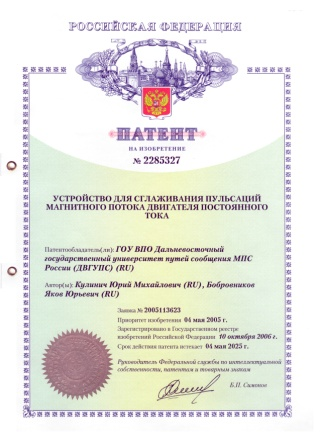 РОССИЙСКАЯ ФЕДЕРАЦИЯ
ПАТЕНТ
НА ИЗОБРЕТЕНИЕ
№ 2285327
УСТРОЙСТВО ДЛЯ СГЛАЖИВАНИЯ ПУЛЬСАЦИЙ
МАГНИТНОГО ПОТОКА ДВИГАТЕЛЯ ПОСТОЯННОГО
ТОКА
Патентообладатель(ли): ГОУ ВПО Дальневосточный
государственный университет путей сообщения МПС
России (ДВГУПС) (RU)
Автор(ы): Кулинич Юрий Михайлович (RU), Бобровников
Яков Юрьевич (RU)
Заявка № 2005113623
Приоритет изобретения 04 мая 2005 г.
Зарегистрировано в Государственном реестре
изобретений Российской Федерации 10 октября 2006 г.
Срок действия патента истекает 04 мая 2025 г.
Руководитель Федеральной службы по интеллектуальной
собственности, патентам и товарным знакам
Б.П. Симонов